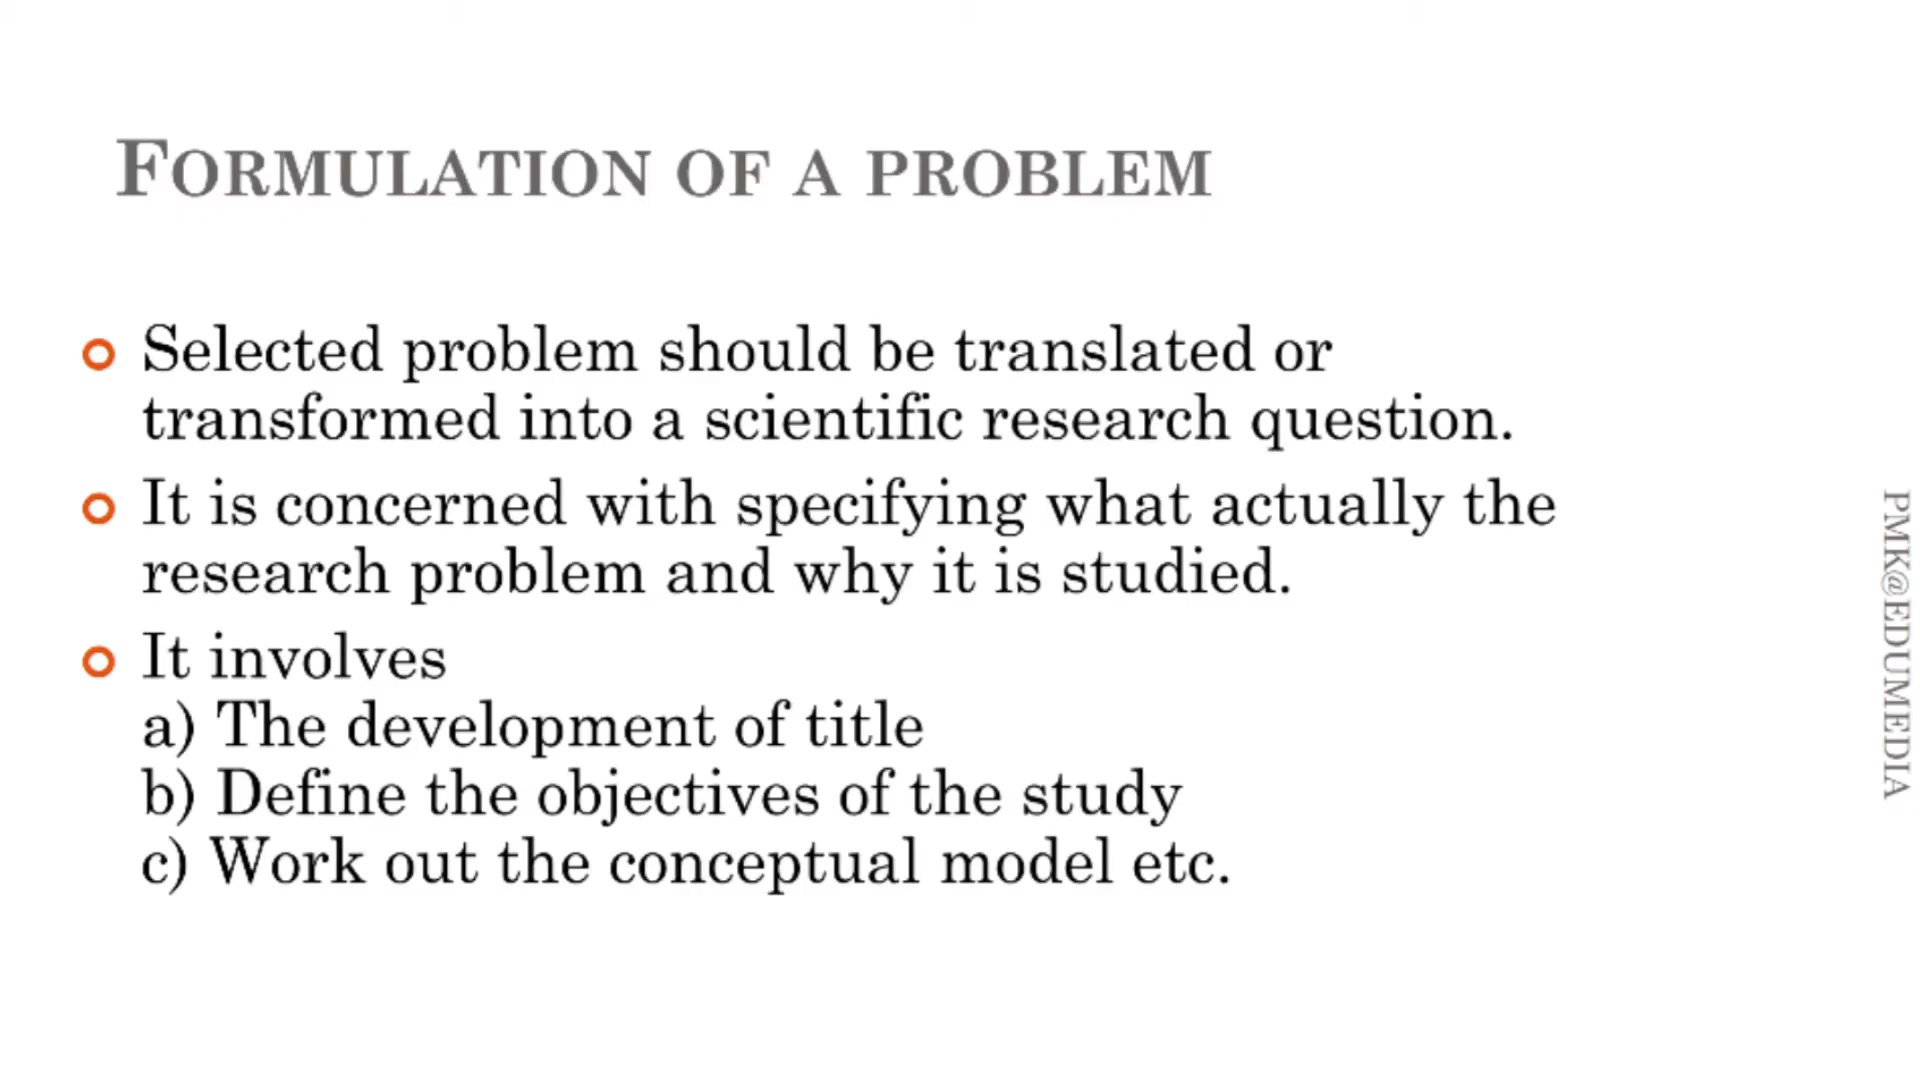 FORMULATION OF A PROBLEM
Selected problem should be translated or
transformed into a scientific research question.
It is concerned with specifying what actually the
research problem and why it is studied.
It involves
a) The development of title
b) Define the objectives of the study
c) Work out the conceptual model etc.
PMK@EDUMEDIA